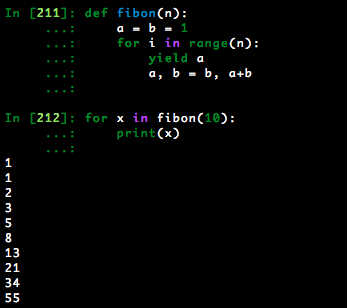 In [211]: def fibon(n):
     ...:     a = b = 1
     ...:     for i in range(n):
     ...:         yield a
     ...:         a, b = b, a+b
     ...:
In [212]: for x in fibon(10):
     ...:     print(x)
     ...:
1
1
2
3
5
8
13
21
34
55